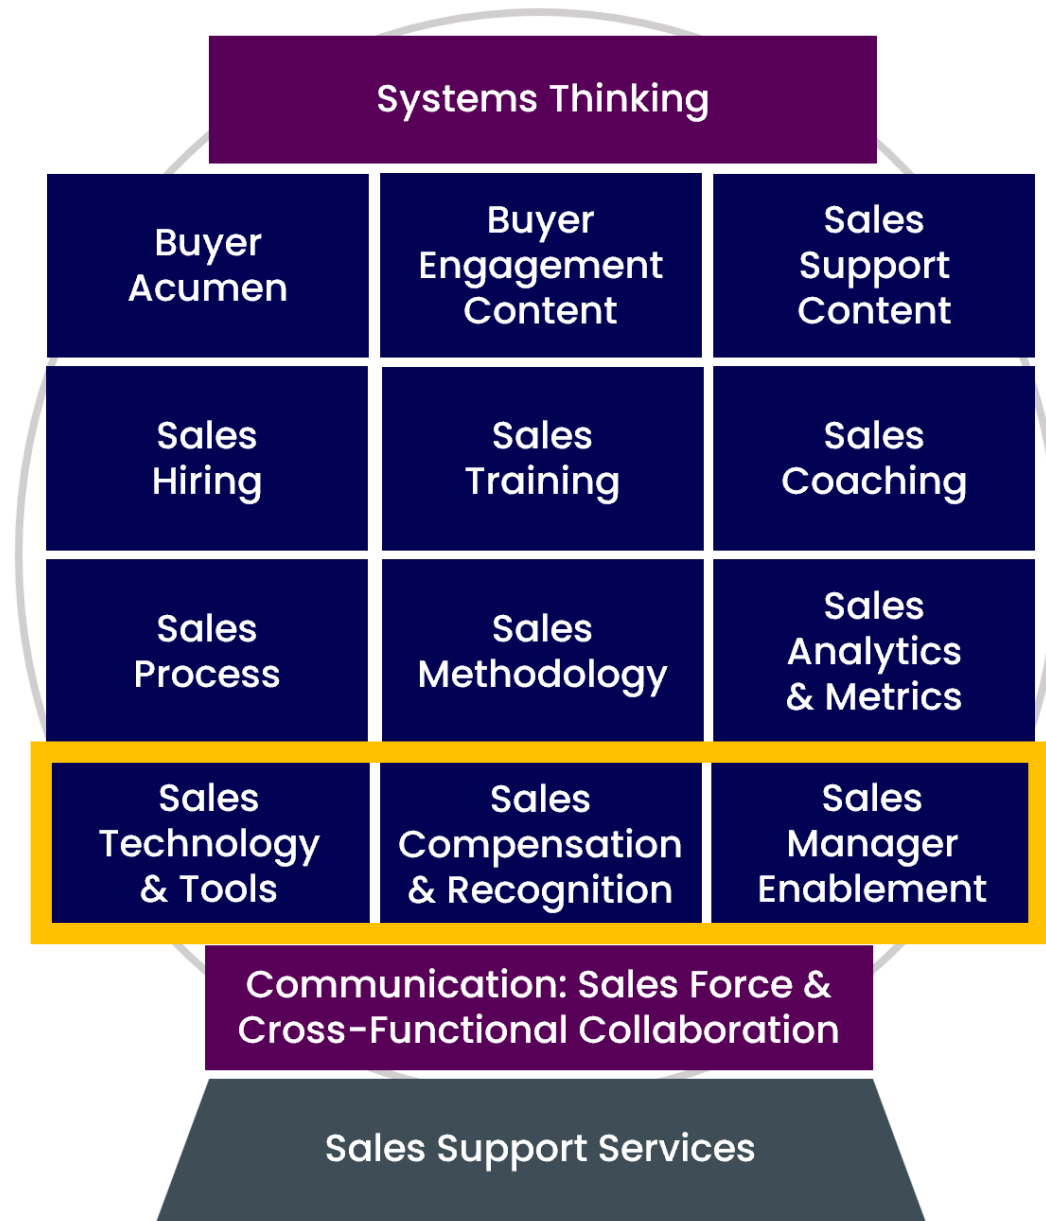 Systems Thinking
Buyer
Acumen
Buyer
Engagement
Content
Sales
Support
Content
Sales
Hiring
Sales
Training
Sales
Coaching
Sales
Process
Sales
Methodology
Sales
Analytics
& Metrics
Sales
Technology
& Tools
Sales
Compensation
& Recognition
Sales
Manager
Enablement
Communication: Sales Force &
Cross-Functional Collaboration
Sales Support Services